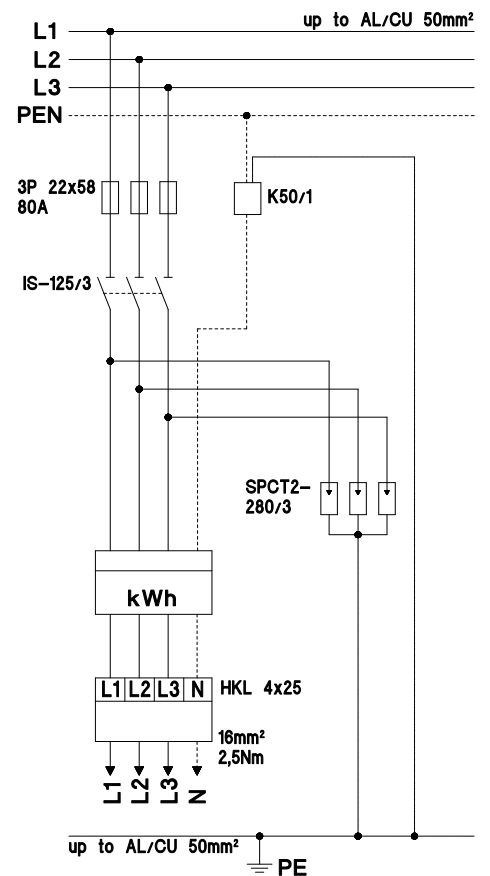 up to AL/CU 50mm²
L1
L2
L3
PEN
3P 22x58
80A
K50/1
IS-125/3
SPCT2-
280/3
kWh
L1 L2 L3 N
HKL 4x25
16mm²
2,5Nm
L1 L2 L3 N
up to AL/CU 50mm²
PE